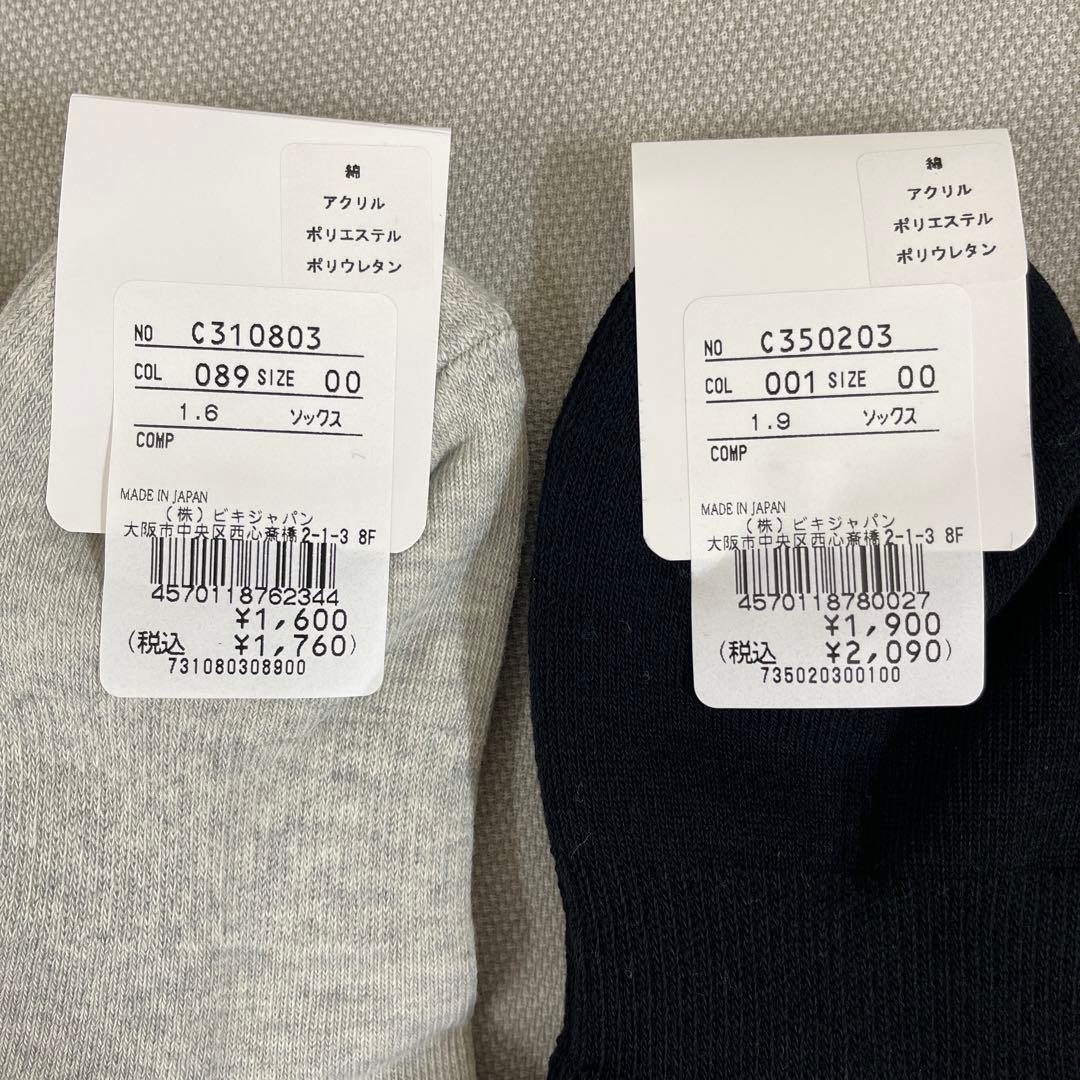 綿
アクリル
ポリエステル
ポリウレタン
NO C310803
COL 089 SIZE 00
1.6 ソックス
COMP
MADE IN JAPAN
(株)ビキジャパン
大阪市中央区西心斎橋2-1-3 8F
4570118762344
¥1,600
(税込 ¥1,760)
731080308900
綿
アクリル
ポリエステル
ポリウレタン
NO C350203
COL 001 SIZE 00
1.9 ソックス
COMP
MADE IN JAPAN
(株)ビキジャパン
大阪市中央区西心斎橋2-1-3 8F
4570118780027
¥1,900
(税込 ¥2,090)
735020300100